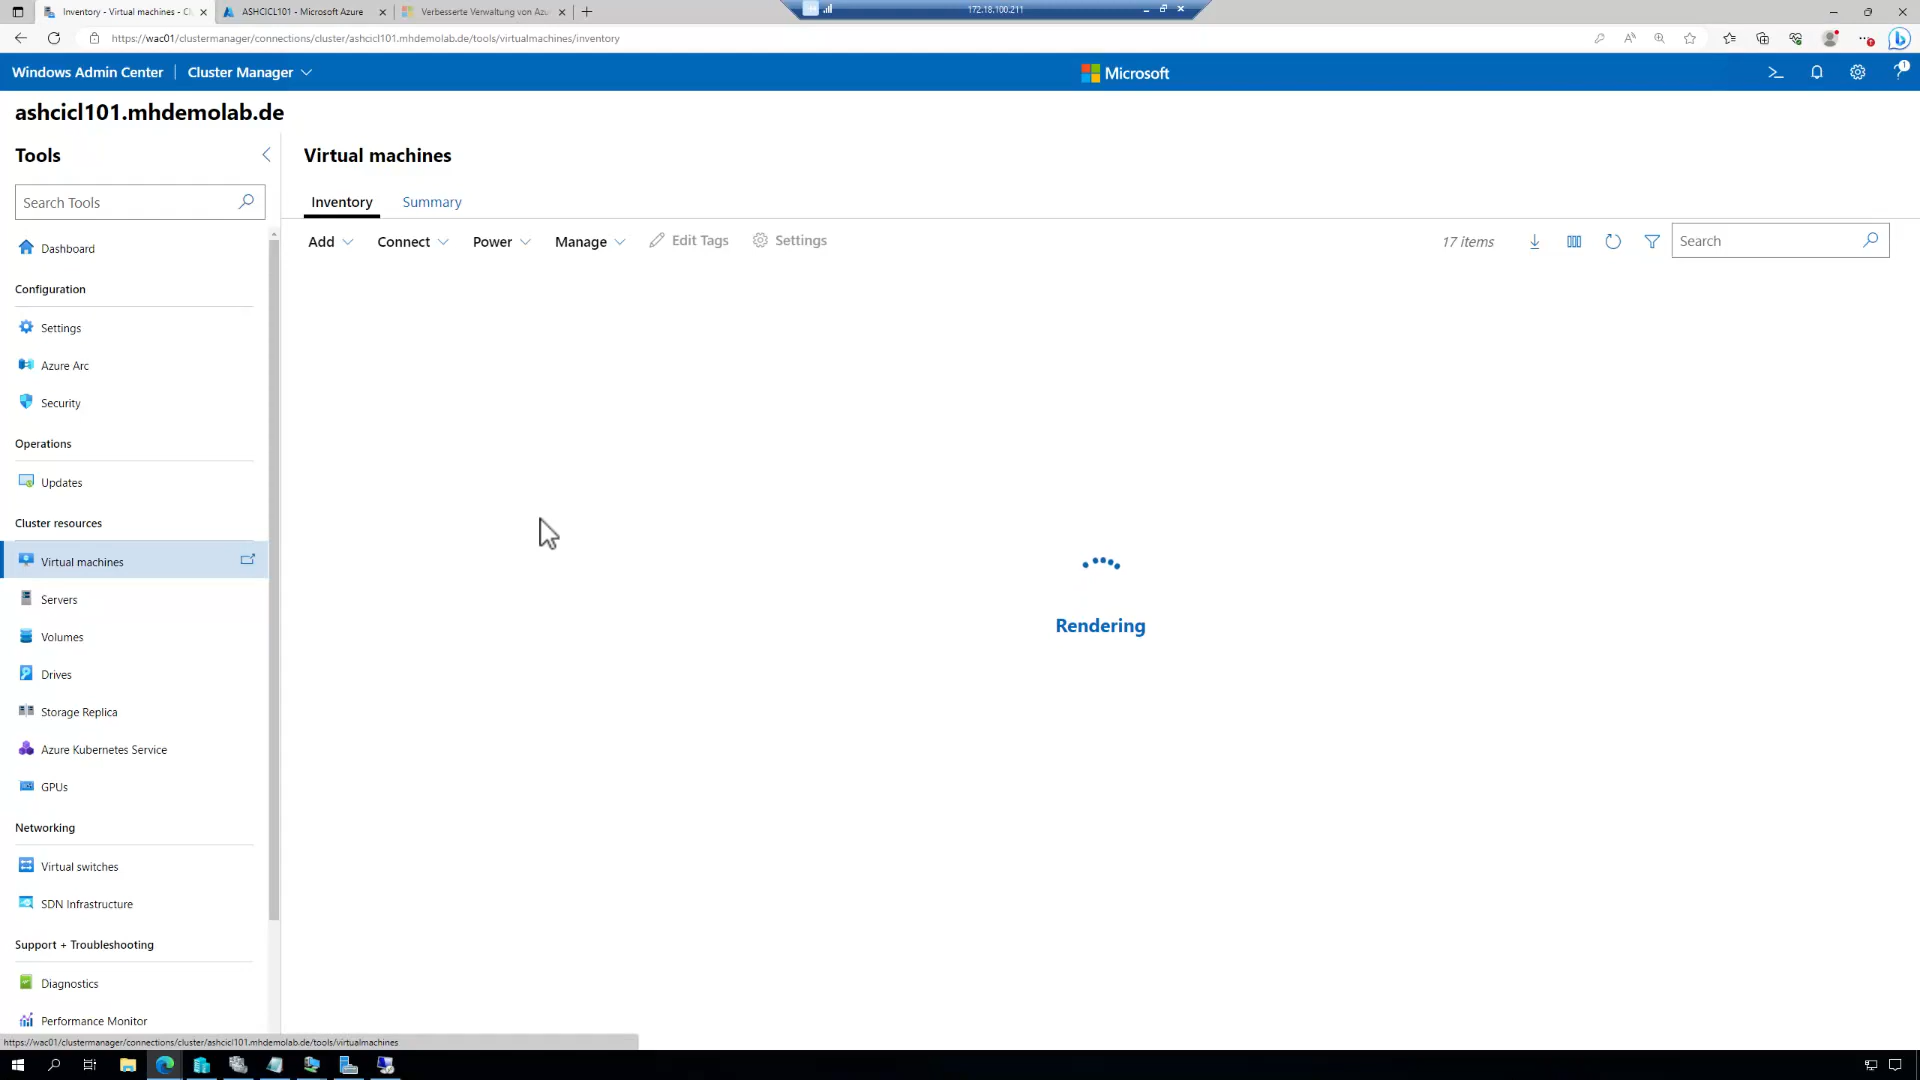 Inventory - Virtual machines - Cl
ASHCICL101 - Microsoft Azure
Verbesserte Verwaltung von Azu
172.18.100.211
https://wac01/clustermanager/connections/cluster/ashcicl101.mhdemolab.de/tools/virtualmachines/inventory
Windows Admin Center
Cluster Manager
Microsoft
1
ashcicl101.mhdemolab.de
Tools
Virtual machines
Search Tools
Inventory
Summary
Add
Connect
Power
Manage
Edit Tags
Settings
17 items
Search
Dashboard
Configuration
Settings
Azure Arc
Security
Operations
Updates
Cluster resources
Virtual machines
Servers
Volumes
Drives
Storage Replica
Azure Kubernetes Service
GPUs
Networking
Virtual switches
SDN Infrastructure
Support + Troubleshooting
Diagnostics
Performance Monitor
Rendering
https://wac01/clustermanager/connections/cluster/ashcicl101.mhdemolab.de/tools/virtualmachines